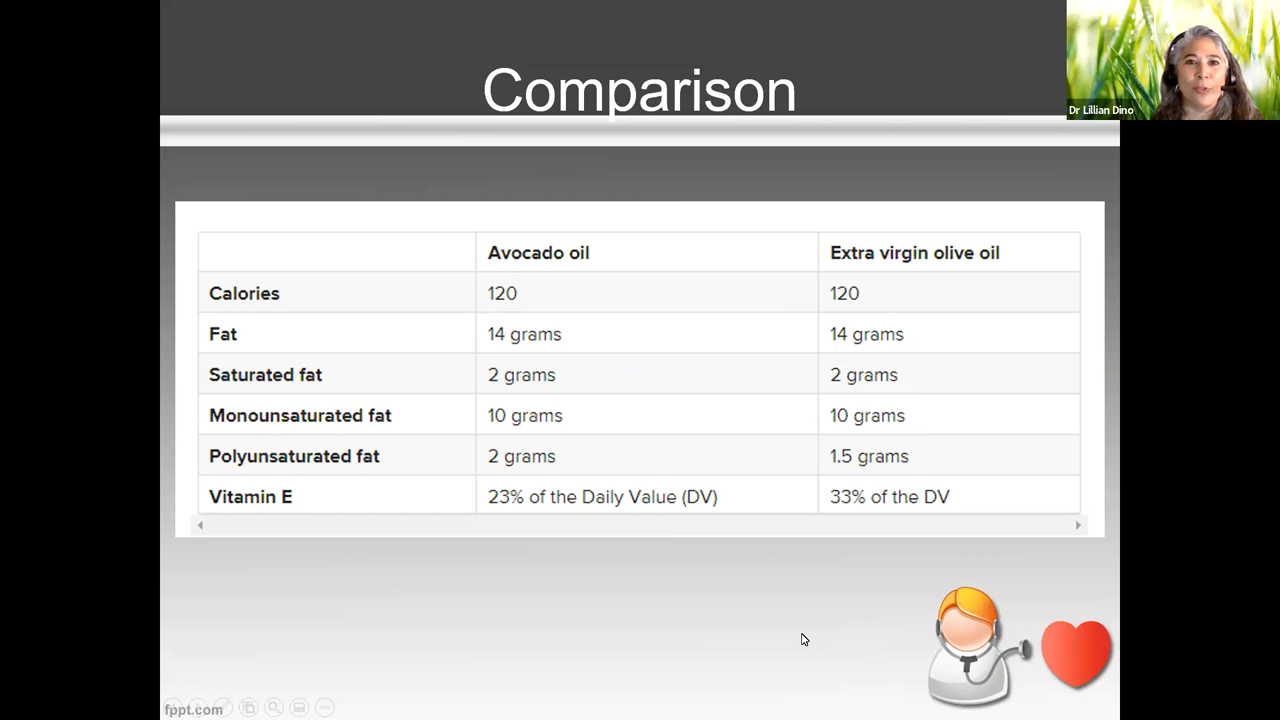 Comparison
Dr Lillian Dino
Avocado oil Extra virgin olive oil
Calories 120 120
Fat 14 grams 14 grams
Saturated fat 2 grams 2 grams
Monounsaturated fat 10 grams 10 grams
Polyunsaturated fat 2 grams 1.5 grams
Vitamin E 23% of the Daily Value (DV) 33% of the DV
fppt.com